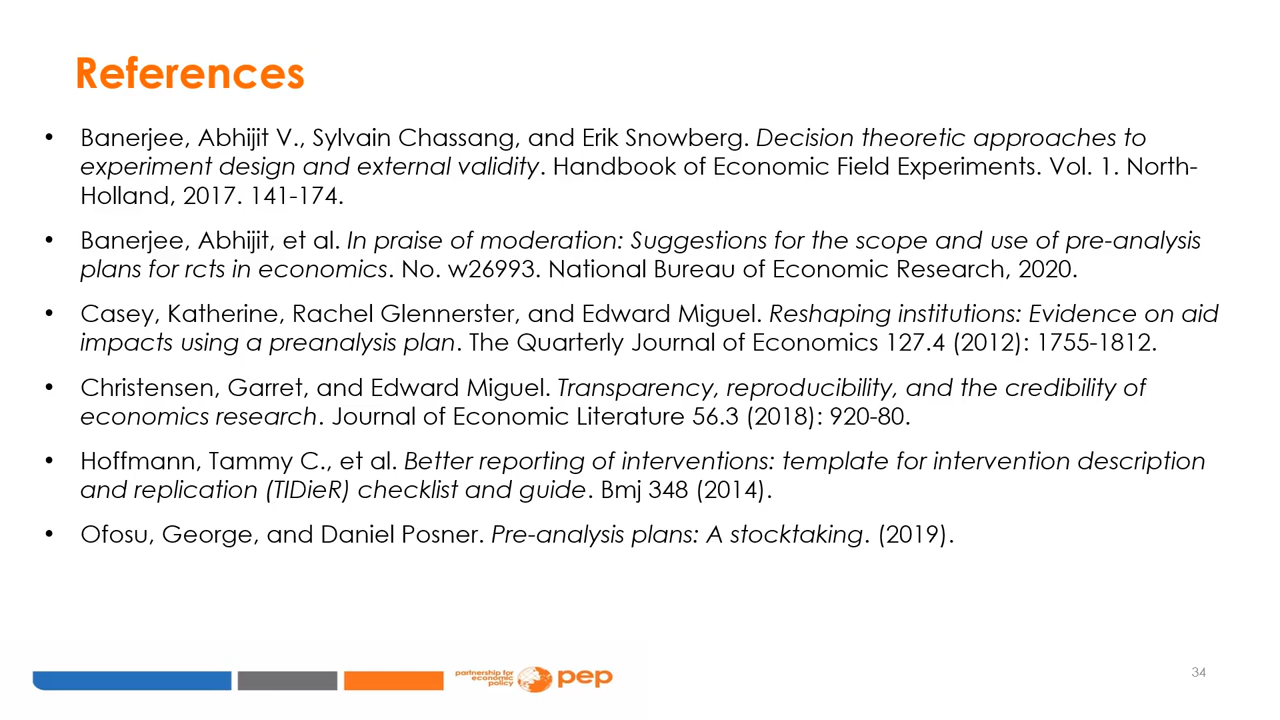 References
• Banerjee, Abhijit V., Sylvain Chassang, and Erik Snowberg. Decision theoretic approaches to
experiment design and external validity. Handbook of Economic Field Experiments. Vol. 1. North-
Holland, 2017. 141-174.
• Banerjee, Abhijit, et al. In praise of moderation: Suggestions for the scope and use of pre-analysis
plans for rcts in economics. No. w26993. National Bureau of Economic Research, 2020.
• Casey, Katherine, Rachel Glennerster, and Edward Miguel. Reshaping institutions: Evidence on aid
impacts using a preanalysis plan. The Quarterly Journal of Economics 127.4 (2012): 1755-1812.
• Christensen, Garret, and Edward Miguel. Transparency, reproducibility, and the credibility of
economics research. Journal of Economic Literature 56.3 (2018): 920-80.
• Hoffmann, Tammy C., et al. Better reporting of interventions: template for intervention description
and replication (TIDieR) checklist and guide. Bmj 348 (2014).
• Ofosu, George, and Daniel Posner. Pre-analysis plans: A stocktaking. (2019).
partnership for
economic
policy
pep
34